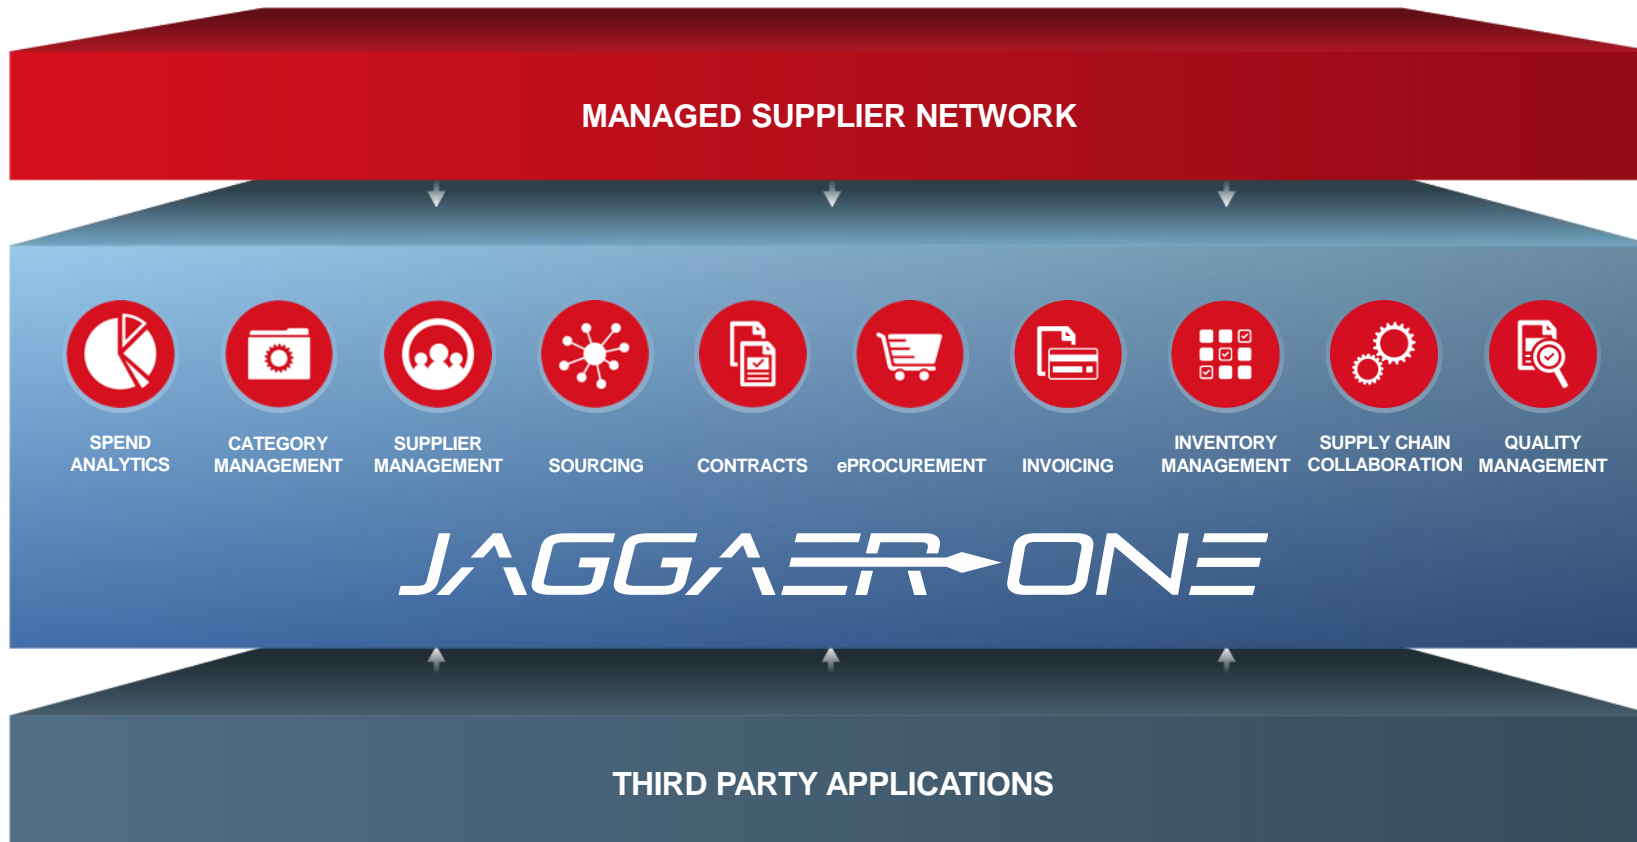 MANAGED SUPPLIER NETWORK
SPEND
ANALYTICS
CATEGORY
MANAGEMENT
SUPPLIER
MANAGEMENT
SOURCING
CONTRACTS
ePROCUREMENT
INVOICING
INVENTORY
MANAGEMENT
SUPPLY CHAIN
COLLABORATION
QUALITY
MANAGEMENT
JAGGAER ONE
THIRD PARTY APPLICATIONS